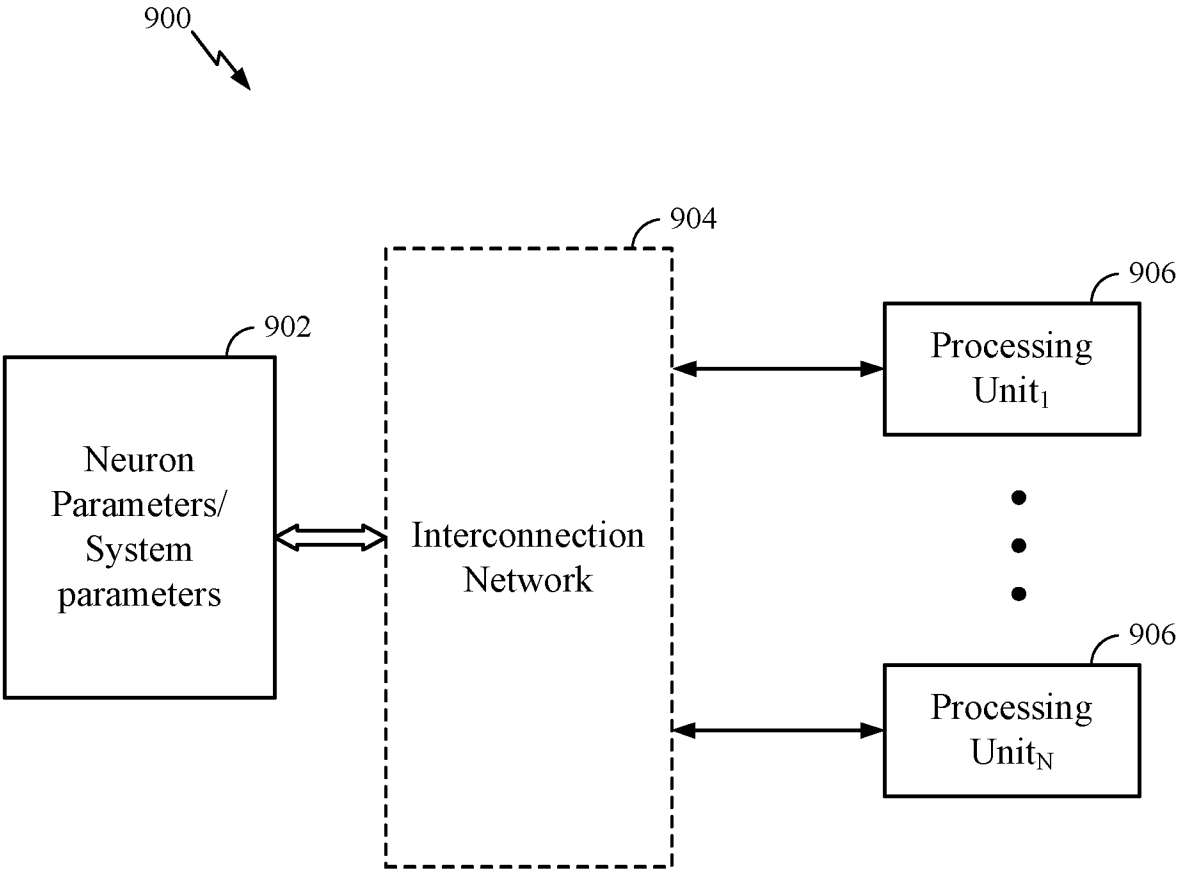 900
904
906
Processing
Unit1
902
Neuron
Parameters/
System
parameters
Interconnection
Network
906
Processing
UnitN